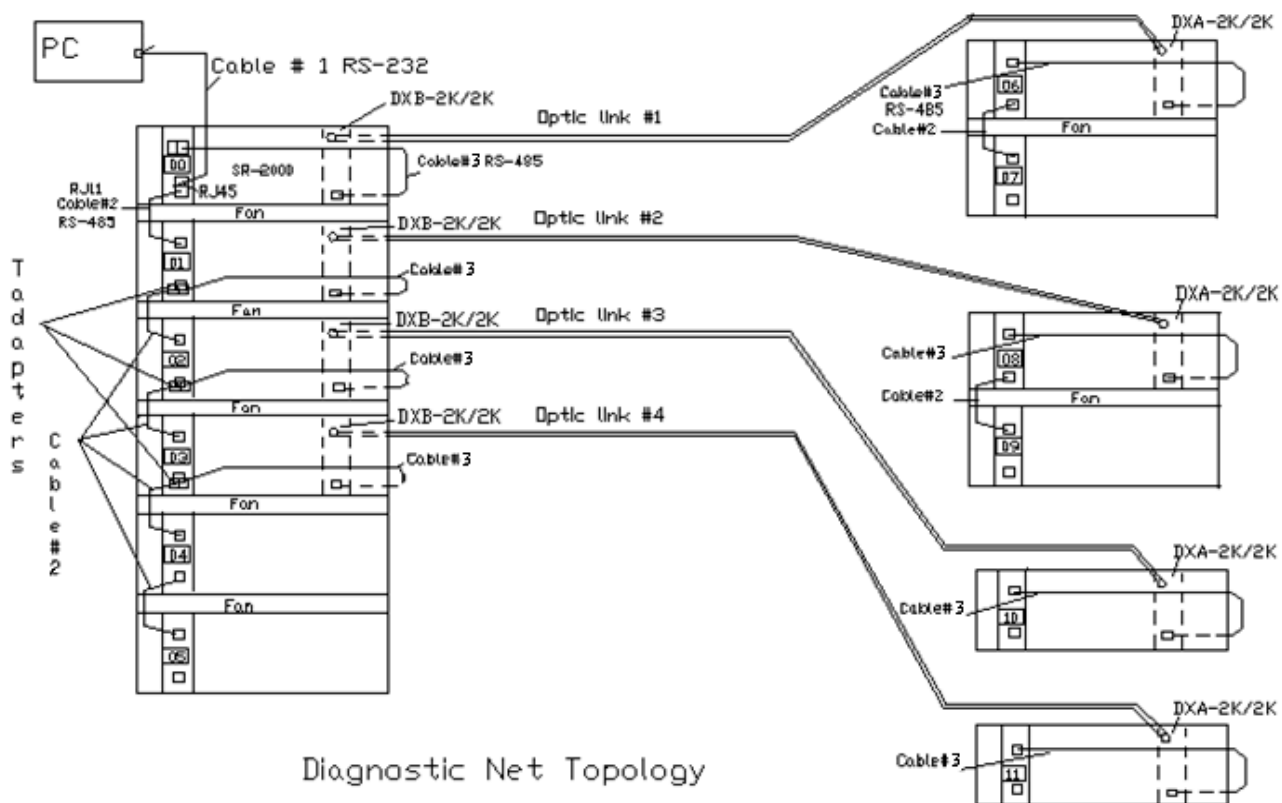 PC
Cable # 1 RS-232
DXB-2K/2K
Optic link #1
DXA-2K/2K
Cable#3
RS-485
Cable#2
06
Fan
07
00
SR-2000
Cable#3 RS-485
RJ11
Cable#2
RS-485
RJ45
Fan
DXB-2K/2K
Optic link #2
01
Cable#3
Fan
DXB-2K/2K
Optic link #3
DXA-2K/2K
02
Cable#3
Cable#3
08
Cable#2
Fan
Fan
DXB-2K/2K
Optic link #4
03
Cable#3
09
Fan
T adapters
Cable#2
04
DXA-2K/2K
Fan
Cable#3
10
05
DXA-2K/2K
Cable#3
11
Diagnostic Net Topology